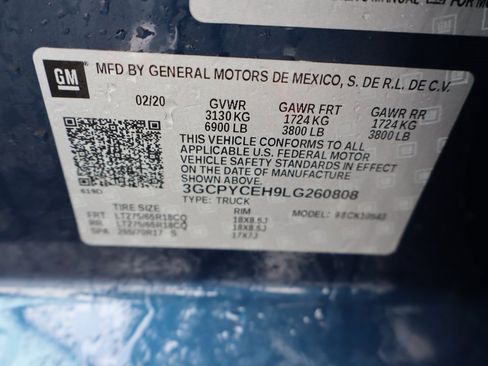 GM MFD BY GENERAL MOTORS DE MEXICO, S. DE R.L. DE C.V.
02/20 GVWR GAWR FRT GAWR RR
3130 KG 1724 KG 1724 KG
6900 LB 3800 LB 3800 LB
THIS VEHICLE CONFORMS TO ALL
APPLICABLE U.S. FEDERAL MOTOR
VEHICLE SAFETY STANDARDS IN EFFECT
ON THE DATE OF MANUFACTURE SHOWN ABOVE.
619D 3GCPYCEH9LG260808
TYPE: TRUCK MODEL:
TIRE SIZE RIM
FRT LT275/65R18CQ 18X8.5J
RR LT275/65R18CQ 18X8.5J
SPA 255/70R17 S 17X7J